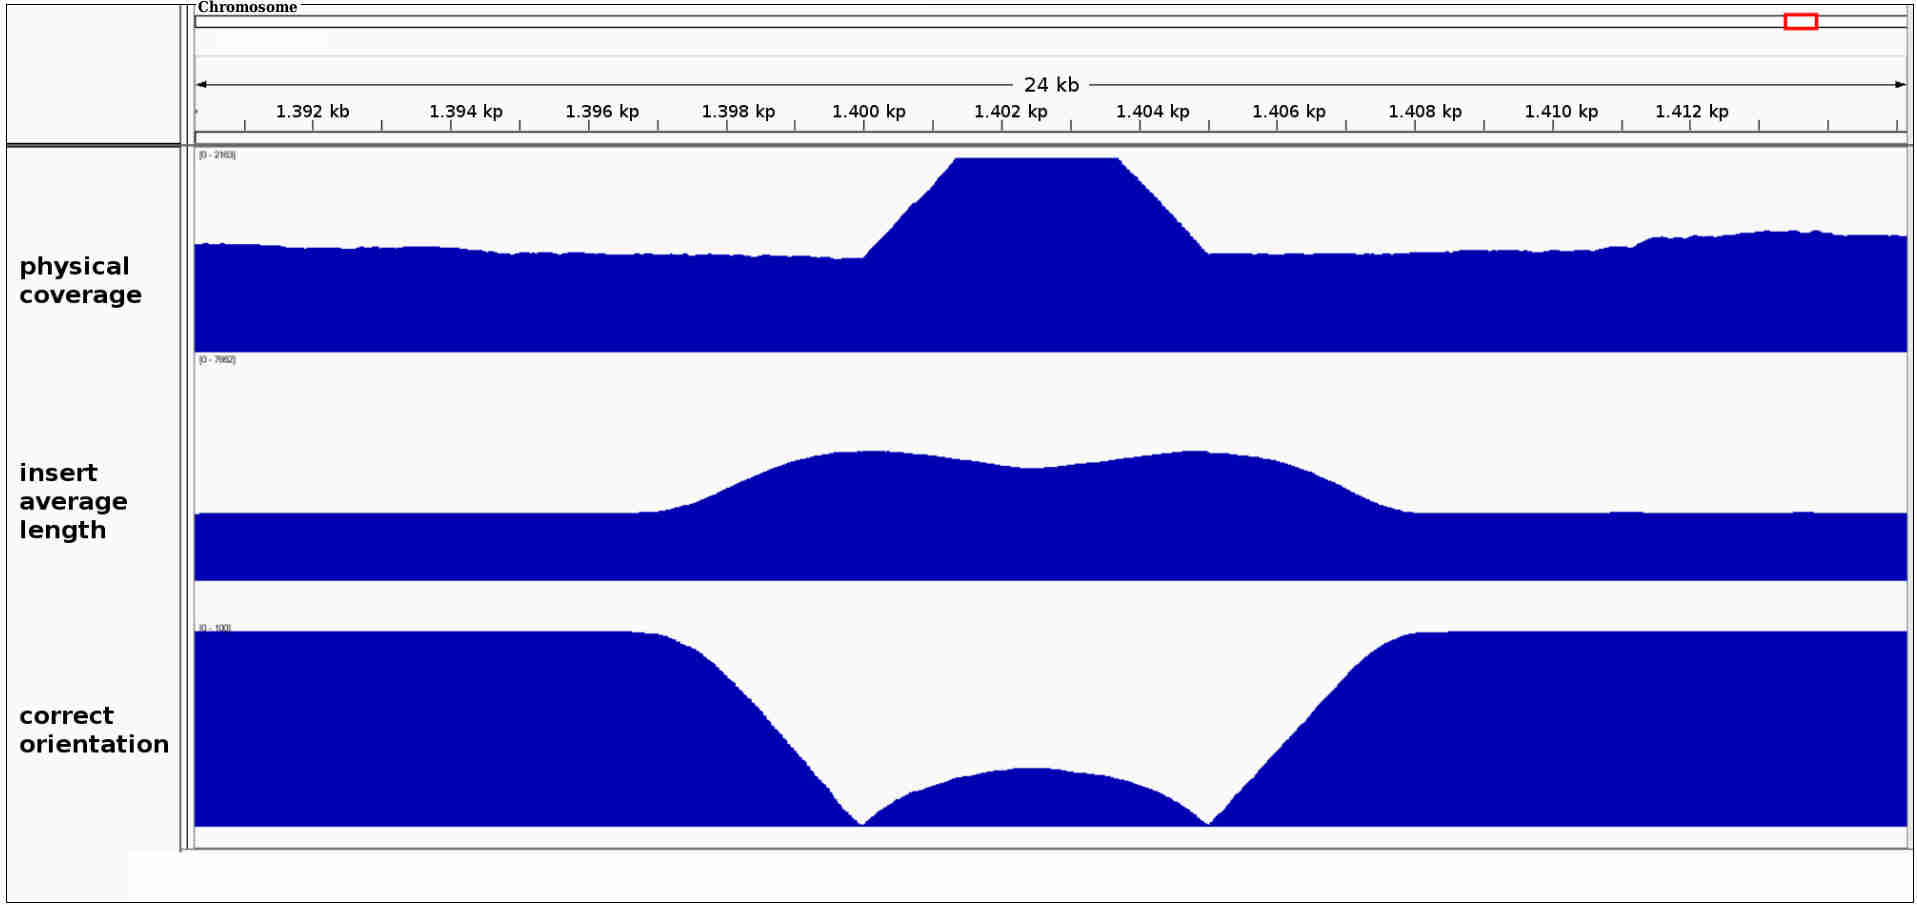 Chromosome
24 kb
1.392 kb 1.394 kp 1.396 kp 1.398 kp 1.400 kp 1.402 kp 1.404 kp 1.406 kp 1.408 kp 1.410 kp 1.412 kp
[0 - 2163]
physical
coverage
[0 - 7862]
insert
average
length
[0 - 100]
correct
orientation